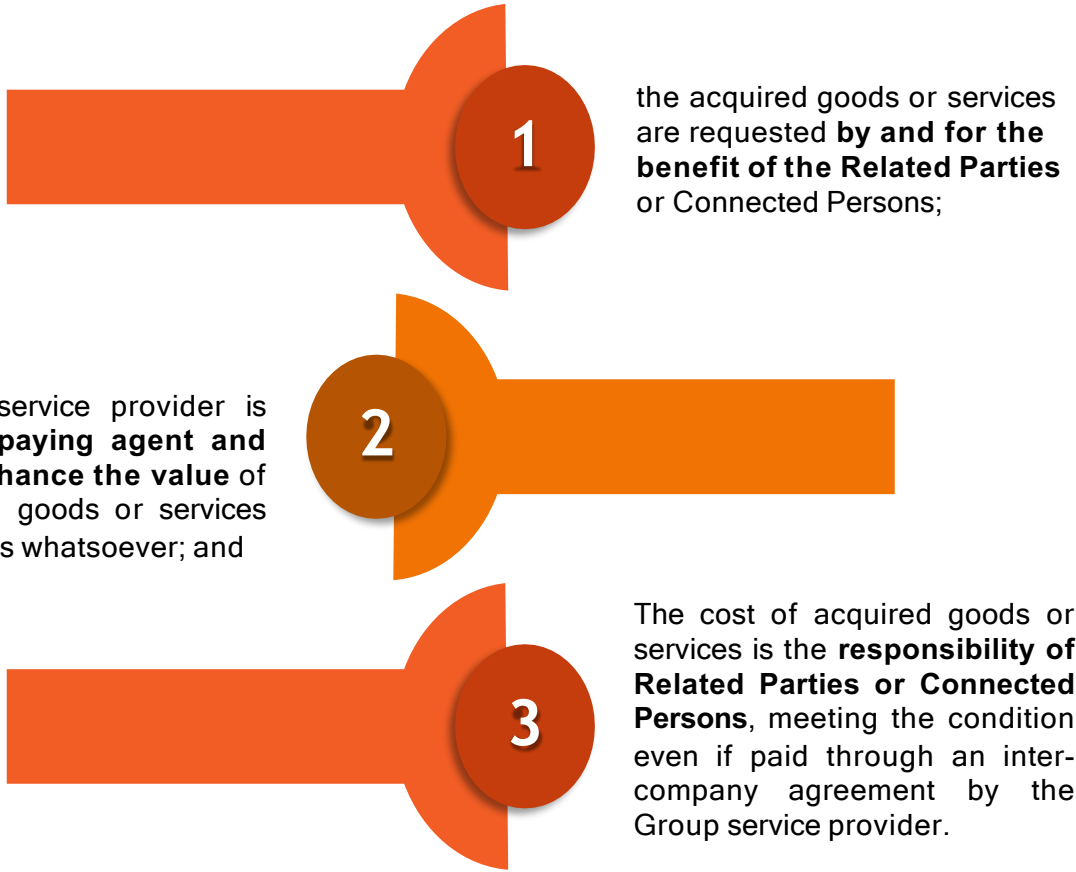 1
the acquired goods or services
are requested by and for the
benefit of the Related Parties
or Connected Persons;
2
service provider is
paying agent and
hance the value of
goods or services
s whatsoever; and
3
The cost of acquired goods or
services is the responsibility of
Related Parties or Connected
Persons, meeting the condition
even if paid through an inter-
company agreement by the
Group service provider.